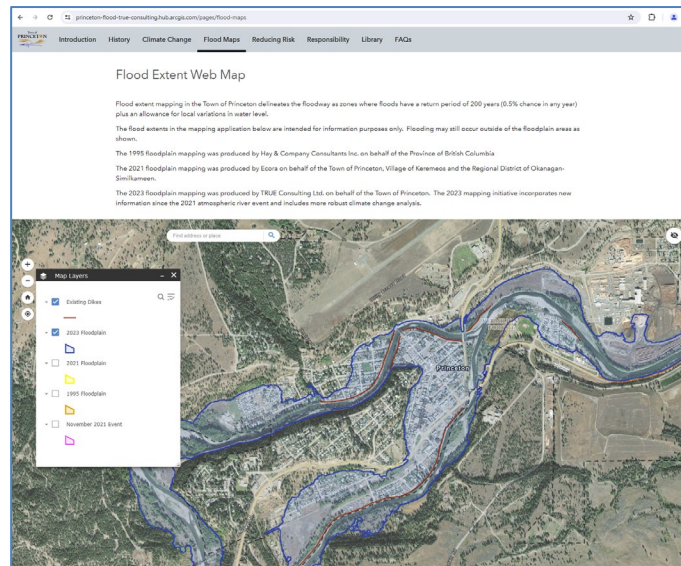 princeton-flood-true-consulting.hub.arcgis.com/pages/flood-maps
Town of
PRINCETON
Introduction History Climate Change Flood Maps Reducing Risk Responsibility Library FAQs
Flood Extent Web Map
Flood extent mapping in the Town of Princeton delineates the floodway as zones where floods have a return period of 200 years (0.5% chance in any year)
plus an allowance for local variations in water level.
The flood extents in the mapping application below are intended for information purposes only. Flooding may still occur outside of the floodplain areas as
shown.
The 1995 floodplain mapping was produced by Hay & Company Consultants Inc. on behalf of the Province of British Columbia
The 2021 floodplain mapping was produced by Ecora on behalf of the Town of Princeton, Village of Keremeos and the Regional District of Okanagan-
Similkameen.
The 2023 floodplain mapping was produced by TRUE Consulting Ltd. on behalf of the Town of Princeton. The 2023 mapping initiative incorporates new
information since the 2021 atmospheric river event and includes more robust climate change analysis.
Find address or place
Map Layers
Existing Dikes
2023 Floodplain
2021 Floodplain
1995 Floodplain
November 2021 Event
Princeton